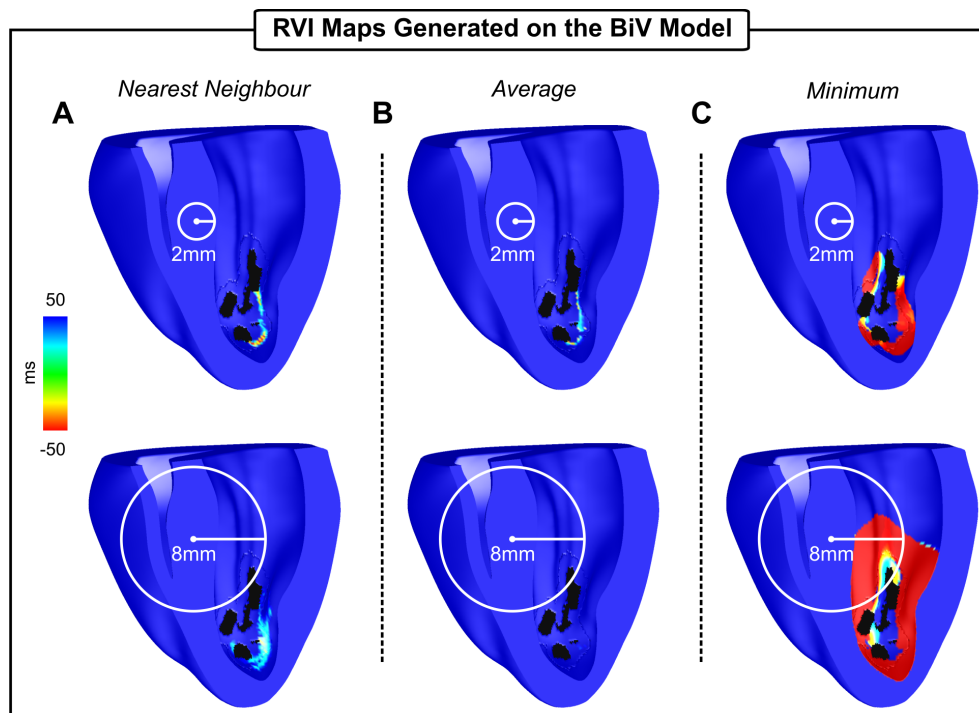 RVI Maps Generated on the BiV Model
Nearest Neighbour
Average
Minimum
A
B
C
2mm
2mm
2mm
50
ms
-50
8mm
8mm
8mm